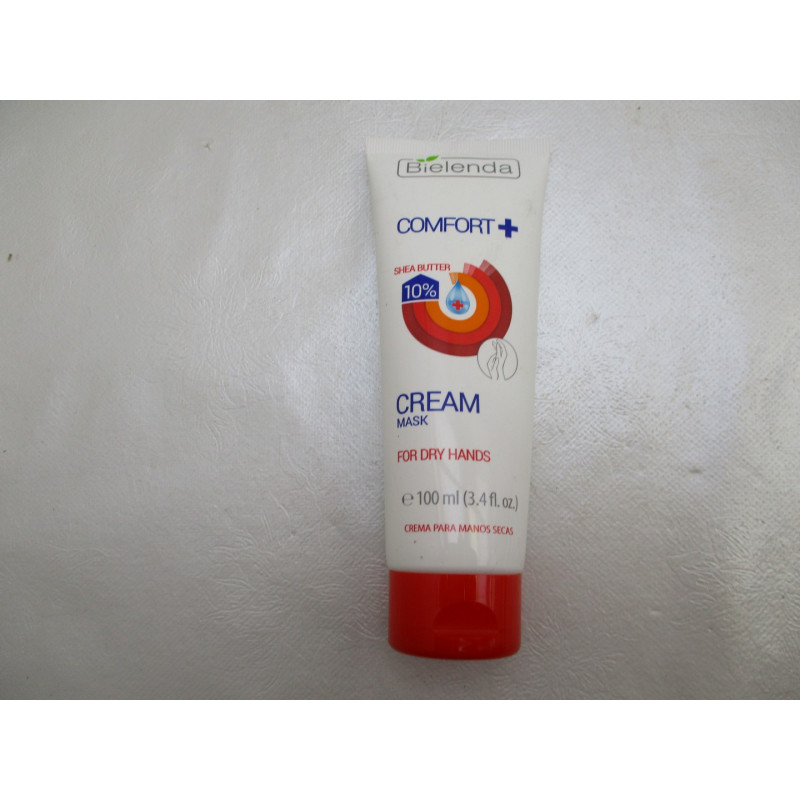 Bielenda
COMFORT+
SHEA BUTTER
10%
CREAM
MASK
FOR DRY HANDS
℮ 100 ml (3.4 fl. oz.)
CREMA PARA MANOS SECAS